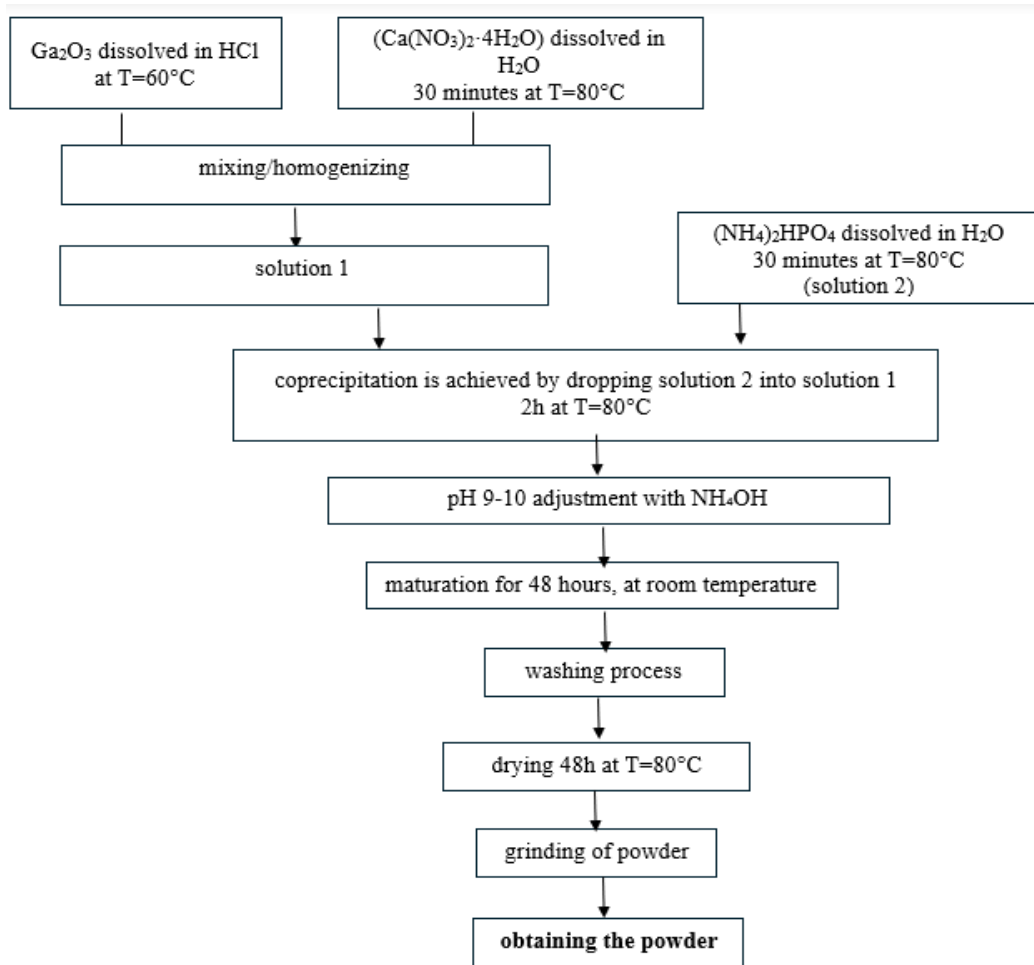 Ga₂O₃ dissolved in HCl
at T=60°C
(Ca(NO₃)₂·4H₂O) dissolved in
H₂O
30 minutes at T=80°C
mixing/homogenizing
solution 1
(NH₄)₂HPO₄ dissolved in H₂O
30 minutes at T=80°C
(solution 2)
coprecipitation is achieved by dropping solution 2 into solution 1
2h at T=80°C
pH 9-10 adjustment with NH₄OH
maturation for 48 hours, at room temperature
washing process
drying 48h at T=80°C
grinding of powder
obtaining the powder